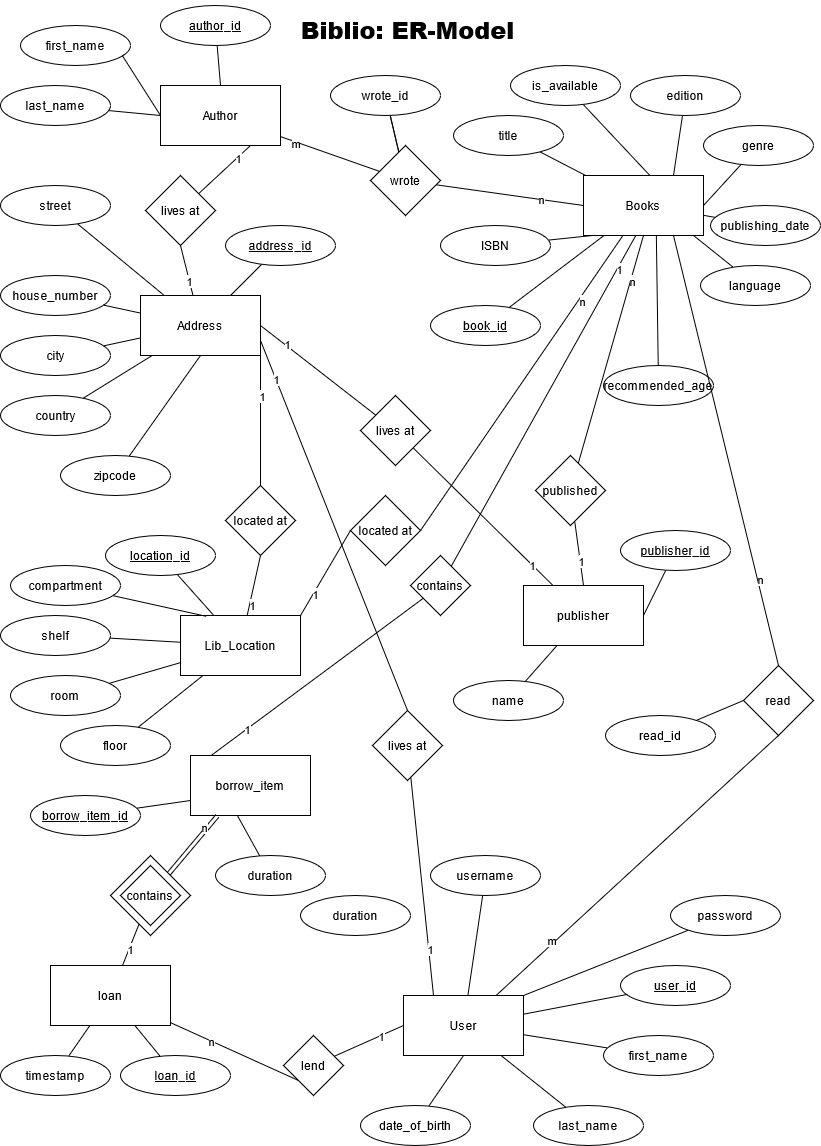 Biblio: ER-Model
author_id
first_name
last_name
Author
wrote_id
is_available
edition
title
genre
m
1
wrote
n
lives at
street
Books
publishing_date
ISBN
address_id
language
1
house_number
1
n
n
book_id
Address
1
city
1
recommended_age
1
country
lives at
zipcode
published
located at
located at
location_id
publisher_id
1
1
compartment
contains
n
1
1
shelf
Lib_Location
publisher
room
name
read
1
read_id
floor
lives at
borrow_item
borrow_item_id
n
duration
username
contains
duration
password
m
1
1
user_id
loan
User
n
1
first_name
lend
timestamp
loan_id
date_of_birth
last_name